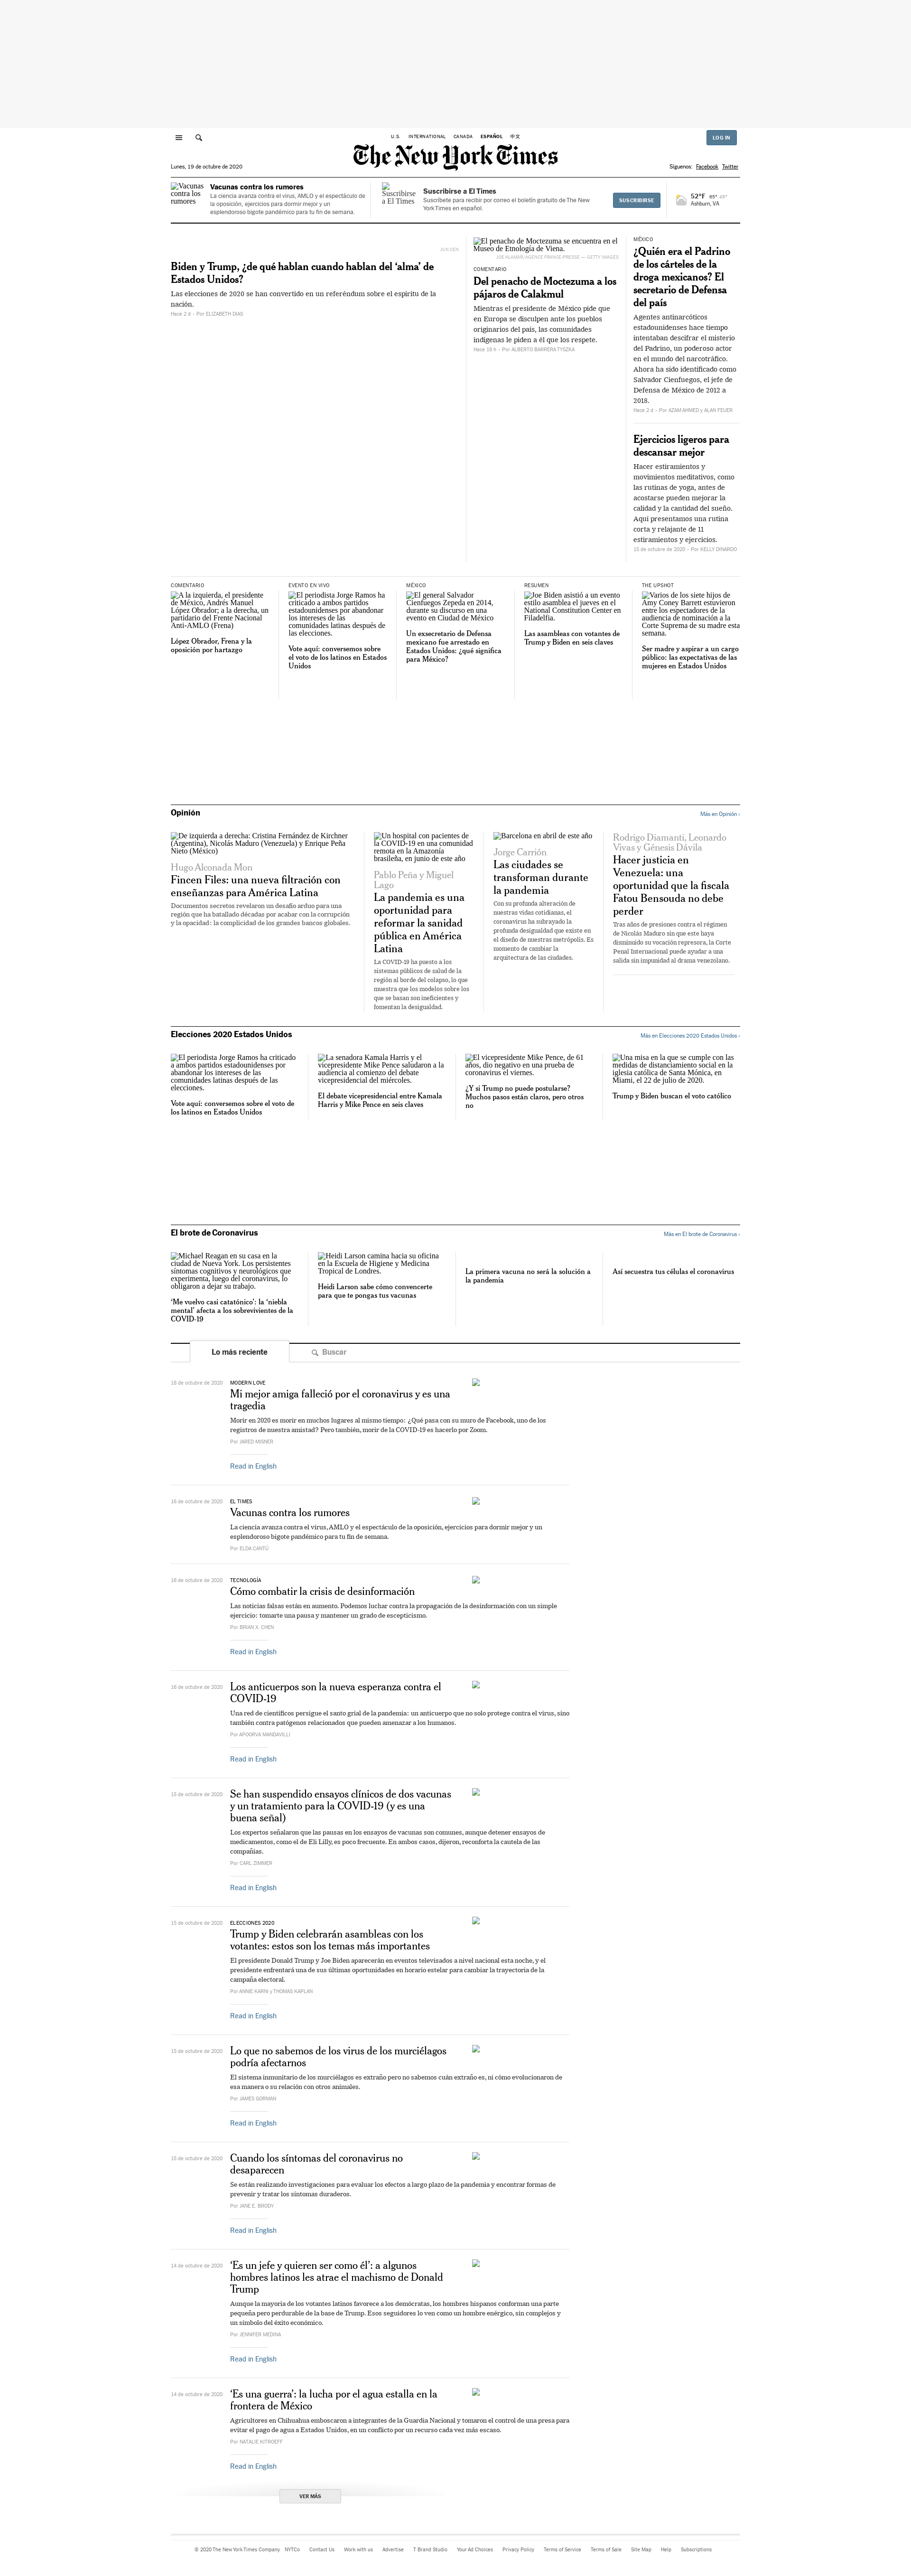 U.S. INTERNATIONAL CANADA ESPAÑOL 中文
LOG IN
The New York Times
Lunes, 19 de octubre de 2020
Síguenos: Facebook Twitter
Vacunas contra los rumores
Vacunas contra los rumores
La ciencia avanza contra el virus, AMLO y el espectáculo de
la oposición, ejercicios para dormir mejor y un
esplendoroso bigote pandémico para tu fin de semana.
Suscribirse a El Times
Suscribirse a El Times
Suscríbete para recibir por correo el boletín gratuito de The New
York Times en español.
SUSCRIBIRSE
52°F
Ashburn, VA
JUN CEN
Biden y Trump, ¿de qué hablan cuando hablan del ‘alma’ de
Estados Unidos?
Las elecciones de 2020 se han convertido en un referéndum sobre el espíritu de la
nación.
Hace 2 d - Por ELIZABETH DIAS
El penacho de Moctezuma se encuentra en el
Museo de Etnología de Viena.
JOE KLAMAR/AGENCE FRANCE-PRESSE — GETTY IMAGES
COMENTARIO
Del penacho de Moctezuma a los
pájaros de Calakmul
Mientras el presidente de México pide que
en Europa se disculpen ante los pueblos
originarios del país, las comunidades
indígenas le piden a él que los respete.
Hace 19 h - Por ALBERTO BARRERA TYSZKA
MÉXICO
¿Quién era el Padrino
de los cárteles de la
droga mexicanos? El
secretario de Defensa
del país
Agentes antinarcóticos
estadounidenses hace tiempo
intentaban descifrar el misterio
del Padrino, un poderoso actor
en el mundo del narcotráfico.
Ahora ha sido identificado como
Salvador Cienfuegos, el jefe de
Defensa de México de 2012 a
2018.
Hace 2 d - Por AZAM AHMED y ALAN FEUER
Ejercicios ligeros para
descansar mejor
Hacer estiramientos y
movimientos meditativos, como
las rutinas de yoga, antes de
acostarse pueden mejorar la
calidad y la cantidad del sueño.
Aquí presentamos una rutina
corta y relajante de 11
estiramientos y ejercicios.
15 de octubre de 2020 - Por KELLY DINARDO
COMENTARIO
A la izquierda, el presidente
de México, Andrés Manuel
López Obrador; a la derecha, un
partidario del Frente Nacional
Anti-AMLO (Frena)
López Obrador, Frena y la
oposición por hartazgo
EVENTO EN VIVO
El periodista Jorge Ramos ha
criticado a ambos partidos
estadounidenses por abandonar
los intereses de las
comunidades latinas después de
las elecciones.
Vote aquí: conversemos sobre
el voto de los latinos en Estados
Unidos
MÉXICO
El general Salvador
Cienfuegos Zepeda en 2014,
durante su discurso en una
evento en Ciudad de México
Un exsecretario de Defensa
mexicano fue arrestado en
Estados Unidos: ¿qué significa
para México?
RESUMEN
Joe Biden asistió a un evento
estilo asamblea el jueves en el
National Constitution Center en
Filadelfia.
Las asambleas con votantes de
Trump y Biden en seis claves
THE UPSHOT
Varios de los siete hijos de
Amy Coney Barrett estuvieron
entre los espectadores de la
audiencia de nominación a la
Corte Suprema de su madre esta
semana.
Ser madre y aspirar a un cargo
público: las expectativas de las
mujeres en Estados Unidos
Opinión
Más en Opinión ›
De izquierda a derecha: Cristina Fernández de Kirchner
(Argentina), Nicolás Maduro (Venezuela) y Enrique Peña
Nieto (México)
Hugo Alconada Mon
Fincen Files: una nueva filtración con
enseñanzas para América Latina
Documentos secretos revelaron un desafío arduo para una
región que ha batallado décadas por acabar con la corrupción
y la opacidad: la complicidad de los grandes bancos globales.
Un hospital con pacientes de
la COVID-19 en una comunidad
remota en la Amazonía
brasileña, en junio de este año
Pablo Peña y Miguel
Lago
La pandemia es una
oportunidad para
reformar la sanidad
pública en América
Latina
La COVID-19 ha puesto a los
sistemas públicos de salud de la
región al borde del colapso, lo que
muestra que los modelos sobre los
que se basan son ineficientes y
fomentan la desigualdad.
Barcelona en abril de este año
Jorge Carrión
Las ciudades se
transforman durante
la pandemia
Con su profunda alteración de
nuestras vidas cotidianas, el
coronavirus ha subrayado la
profunda desigualdad que existe en
el diseño de nuestras metrópolis. Es
momento de cambiar la
arquitectura de las ciudades.
Rodrigo Diamanti, Leonardo
Vivas y Génesis Dávila
Hacer justicia en
Venezuela: una
oportunidad que la fiscala
Fatou Bensouda no debe
perder
Tras años de presiones contra el régimen
de Nicolás Maduro sin que este haya
disminuido su vocación represora, la Corte
Penal Internacional puede ayudar a una
salida sin impunidad al drama venezolano.
Elecciones 2020 Estados Unidos
Más en Elecciones 2020 Estados Unidos ›
El periodista Jorge Ramos ha criticado
a ambos partidos estadounidenses por
abandonar los intereses de las
comunidades latinas después de las
elecciones.
Vote aquí: conversemos sobre el voto de
los latinos en Estados Unidos
La senadora Kamala Harris y el
vicepresidente Mike Pence saludaron a la
audiencia al comienzo del debate
vicepresidencial del miércoles.
El debate vicepresidencial entre Kamala
Harris y Mike Pence en seis claves
El vicepresidente Mike Pence, de 61
años, dio negativo en una prueba de
coronavirus el viernes.
¿Y si Trump no puede postularse?
Muchos pasos están claros, pero otros
no
Una misa en la que se cumple con las
medidas de distanciamiento social en la
iglesia católica de Santa Mónica, en
Miami, el 22 de julio de 2020.
Trump y Biden buscan el voto católico
El brote de Coronavirus
Más en El brote de Coronavirus ›
Michael Reagan en su casa en la
ciudad de Nueva York. Los persistentes
síntomas cognitivos y neurológicos que
experimenta, luego del coronavirus, lo
obligaron a dejar su trabajo.
‘Me vuelvo casi catatónico’: la ‘niebla
mental’ afecta a los sobrevivientes de la
COVID-19
Heidi Larson camina hacia su oficina
en la Escuela de Higiene y Medicina
Tropical de Londres.
Heidi Larson sabe cómo convencerte
para que te pongas tus vacunas
La primera vacuna no será la solución a
la pandemia
Así secuestra tus células el coronavirus
Lo más reciente
Buscar
18 de octubre de 2020
MODERN LOVE
Mi mejor amiga falleció por el coronavirus y es una
tragedia
Morir en 2020 es morir en muchos lugares al mismo tiempo: ¿Qué pasa con su muro de Facebook, uno de los
registros de nuestra amistad? Pero también, morir de la COVID-19 es hacerlo por Zoom.
Por JARED MISNER
Read in English
16 de octubre de 2020
EL TIMES
Vacunas contra los rumores
La ciencia avanza contra el virus, AMLO y el espectáculo de la oposición, ejercicios para dormir mejor y un
esplendoroso bigote pandémico para tu fin de semana.
Por ELDA CANTÚ
16 de octubre de 2020
TECNOLOGÍA
Cómo combatir la crisis de desinformación
Las noticias falsas están en aumento. Podemos luchar contra la propagación de la desinformación con un simple
ejercicio: tomarte una pausa y mantener un grado de escepticismo.
Por BRIAN X. CHEN
Read in English
16 de octubre de 2020
Los anticuerpos son la nueva esperanza contra el
COVID-19
Una red de científicos persigue el santo grial de la pandemia: un anticuerpo que no solo protege contra el virus, sino
también contra patógenos relacionados que pueden amenazar a los humanos.
Por APOORVA MANDAVILLI
Read in English
15 de octubre de 2020
Se han suspendido ensayos clínicos de dos vacunas
y un tratamiento para la COVID-19 (y es una
buena señal)
Los expertos señalaron que las pausas en los ensayos de vacunas son comunes, aunque detener ensayos de
medicamentos, como el de Eli Lilly, es poco frecuente. En ambos casos, dijeron, reconforta la cautela de las
compañías.
Por CARL ZIMMER
Read in English
15 de octubre de 2020
ELECCIONES 2020
Trump y Biden celebrarán asambleas con los
votantes: estos son los temas más importantes
El presidente Donald Trump y Joe Biden aparecerán en eventos televisados a nivel nacional esta noche, y el
presidente enfrentará una de sus últimas oportunidades en horario estelar para cambiar la trayectoria de la
campaña electoral.
Por ANNIE KARNI y THOMAS KAPLAN
Read in English
15 de octubre de 2020
Lo que no sabemos de los virus de los murciélagos
podría afectarnos
El sistema inmunitario de los murciélagos es extraño pero no sabemos cuán extraño es, ni cómo evolucionaron de
esa manera o su relación con otros animales.
Por JAMES GORMAN
Read in English
15 de octubre de 2020
Cuando los síntomas del coronavirus no
desaparecen
Se están realizando investigaciones para evaluar los efectos a largo plazo de la pandemia y encontrar formas de
prevenir y tratar los síntomas duraderos.
Por JANE E. BRODY
Read in English
14 de octubre de 2020
‘Es un jefe y quieren ser como él’: a algunos
hombres latinos les atrae el machismo de Donald
Trump
Aunque la mayoría de los votantes latinos favorece a los demócratas, los hombres hispanos conforman una parte
pequeña pero perdurable de la base de Trump. Esos seguidores lo ven como un hombre enérgico, sin complejos y
un símbolo del éxito económico.
Por JENNIFER MEDINA
Read in English
14 de octubre de 2020
‘Es una guerra’: la lucha por el agua estalla en la
frontera de México
Agricultores en Chihuahua emboscaron a integrantes de la Guardia Nacional y tomaron el control de una presa para
evitar el pago de agua a Estados Unidos, en un conflicto por un recurso cada vez más escaso.
Por NATALIE KITROEFF
Read in English
VER MÁS
© 2020 The New York Times Company NYTCo Contact Us Work with us Advertise T Brand Studio Your Ad Choices Privacy Policy Terms of Service Terms of Sale Site Map Help Subscriptions